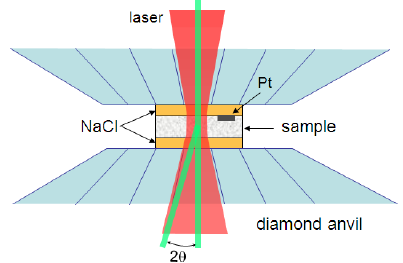 laser
Pt
NaCl
sample
diamond anvil
2θ